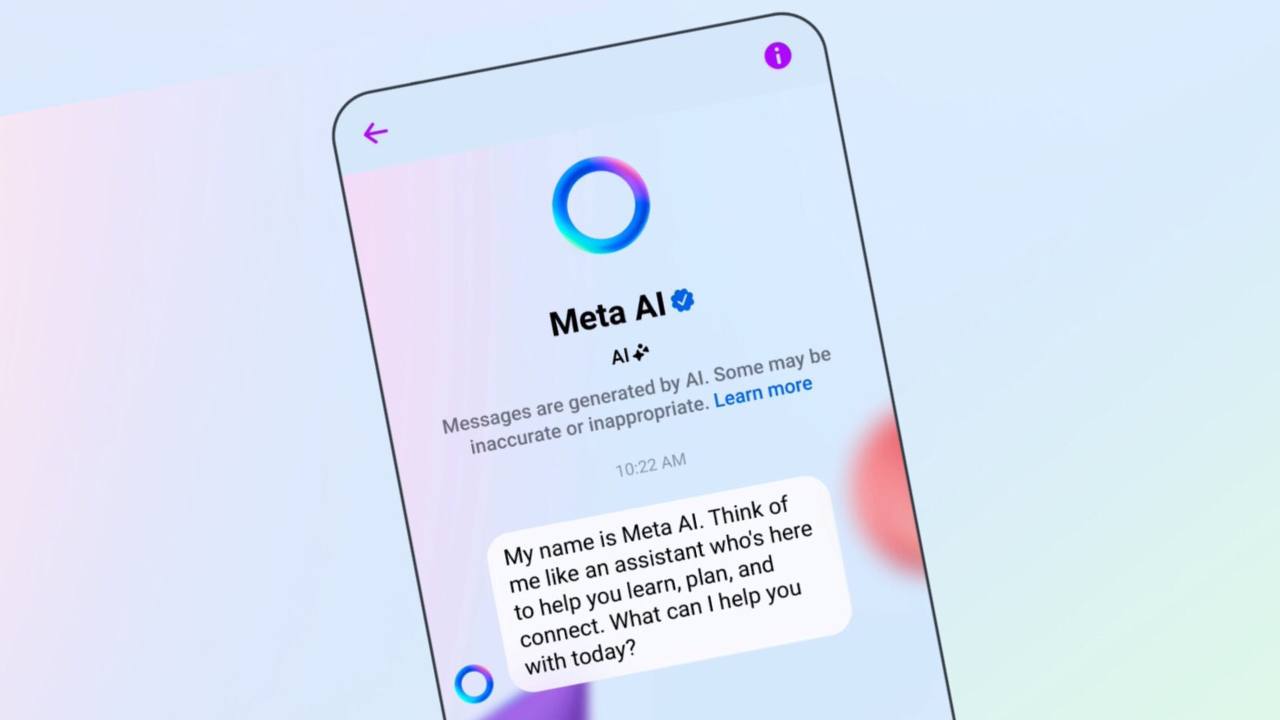 Meta AI
AI
Messages are generated by AI. Some may be
inaccurate or inappropriate. Learn more
10:22 AM
My name is Meta AI. Think of
me like an assistant who's here
to help you learn, plan, and
connect. What can I help you
with today?